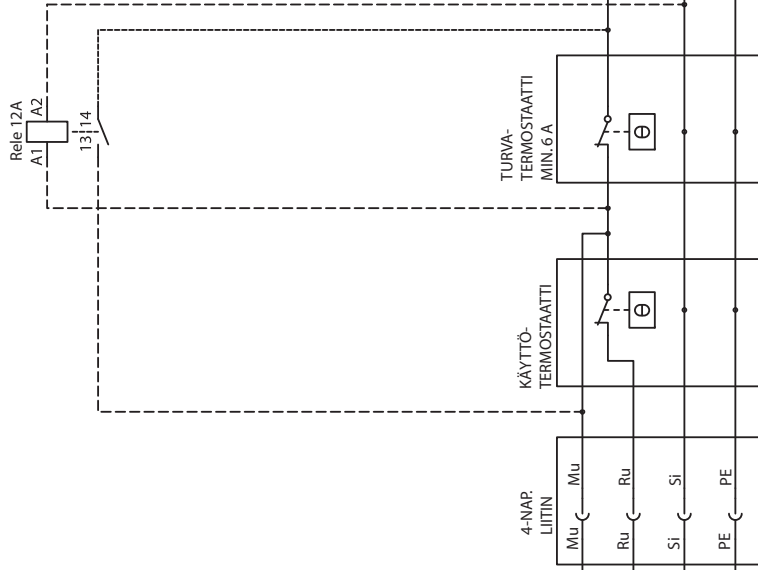 Rele 12A
A1 A2
13 14
TURVA-
TERMOSTAATTI
MIN. 6 A
Θ
KÄYTTÖ-
TERMOSTAATTI
Θ
4-NAP.
LIITIN
Mu Mu
Ru Ru
Si Si
PE PE